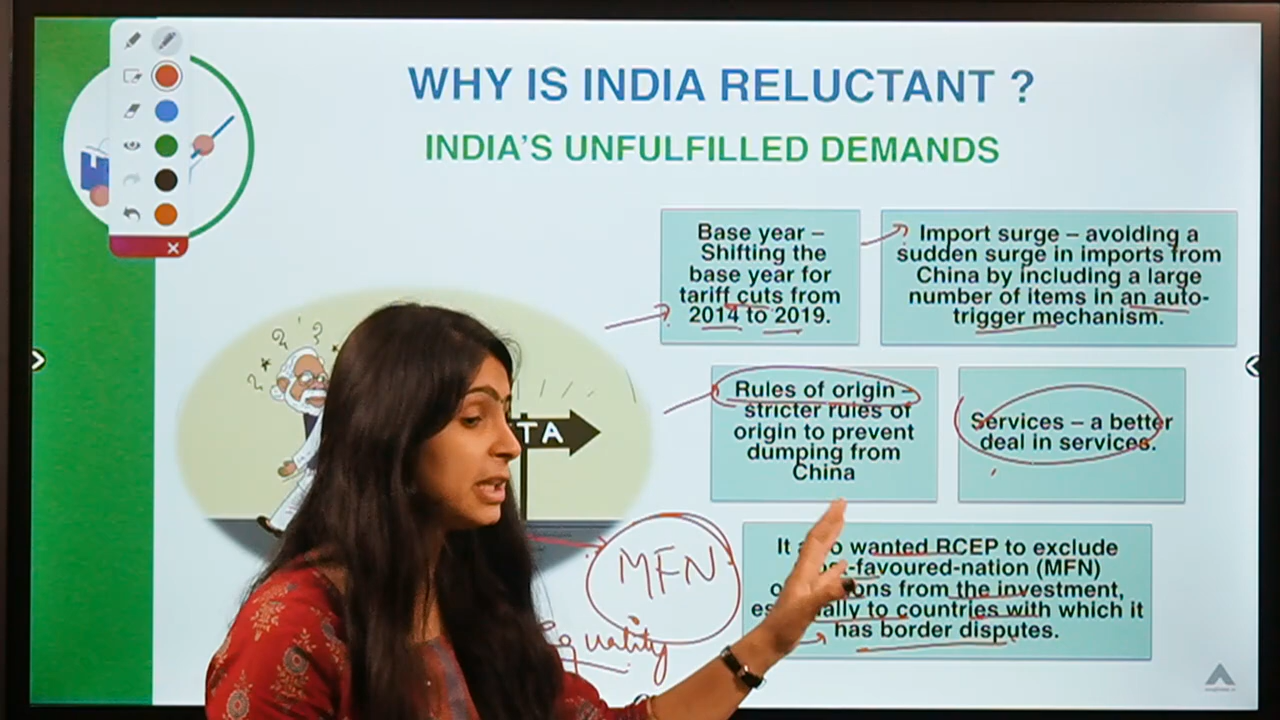 WHY IS INDIA RELUCTANT ?
INDIA'S UNFULFILLED DEMANDS
Base year –
Shifting the
base year for
tariff cuts from
2014 to 2019.
Import surge – avoiding a
sudden surge in imports from
China by including a large
number of items in an auto-
trigger mechanism.
Rules of origin –
stricter rules of
origin to prevent
dumping from
China
Services – a better
deal in services.
TA
MFN
equality
It wanted RCEP to exclude
-favoured-nation (MFN)
from the investment,
to countries with which it
has border disputes.